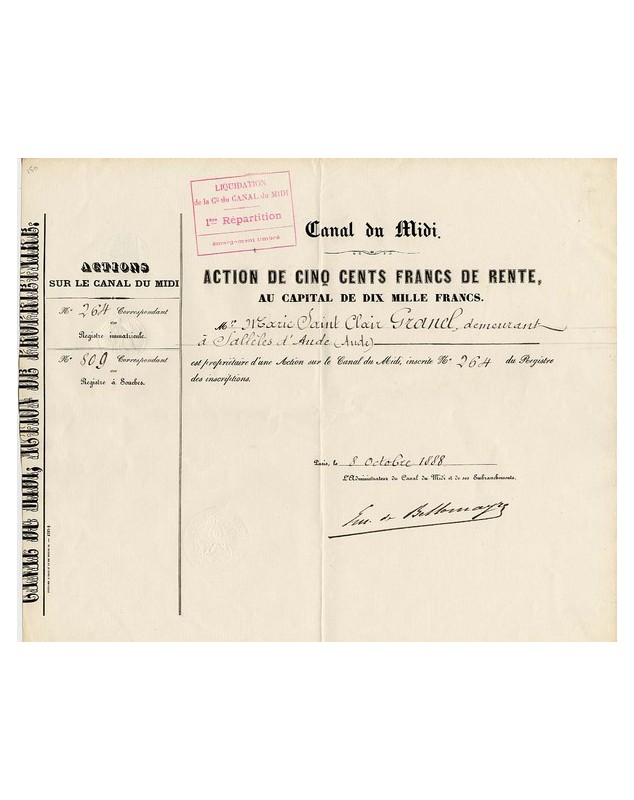 LIQUIDATION
de la Cie du CANAL du MIDI
1ère Répartition
émargement timbré
Canal du Midi.
ACTION DE CINQ CENTS FRANCS DE RENTE,
AU CAPITAL DE DIX MILLE FRANCS.
Mr. Marie Saint Clair Granel, demeurant
à Sallèles d'Aude (Aude)
est propriétaire d'une Action sur le Canal du Midi, inscrite No 264 du Registre
des inscriptions.
Paris, le 8 Octobre 1888
L'Administrateur du Canal du Midi et de ses Embranchements,
ACTIONS
SUR LE CANAL DU MIDI
No 264 Correspondant
au
Registre immatricule.
No 809 Correspondant
au
Registre à Souches.
CANAL DU MIDI, ACTION DE PROPRIÉTAIRE.